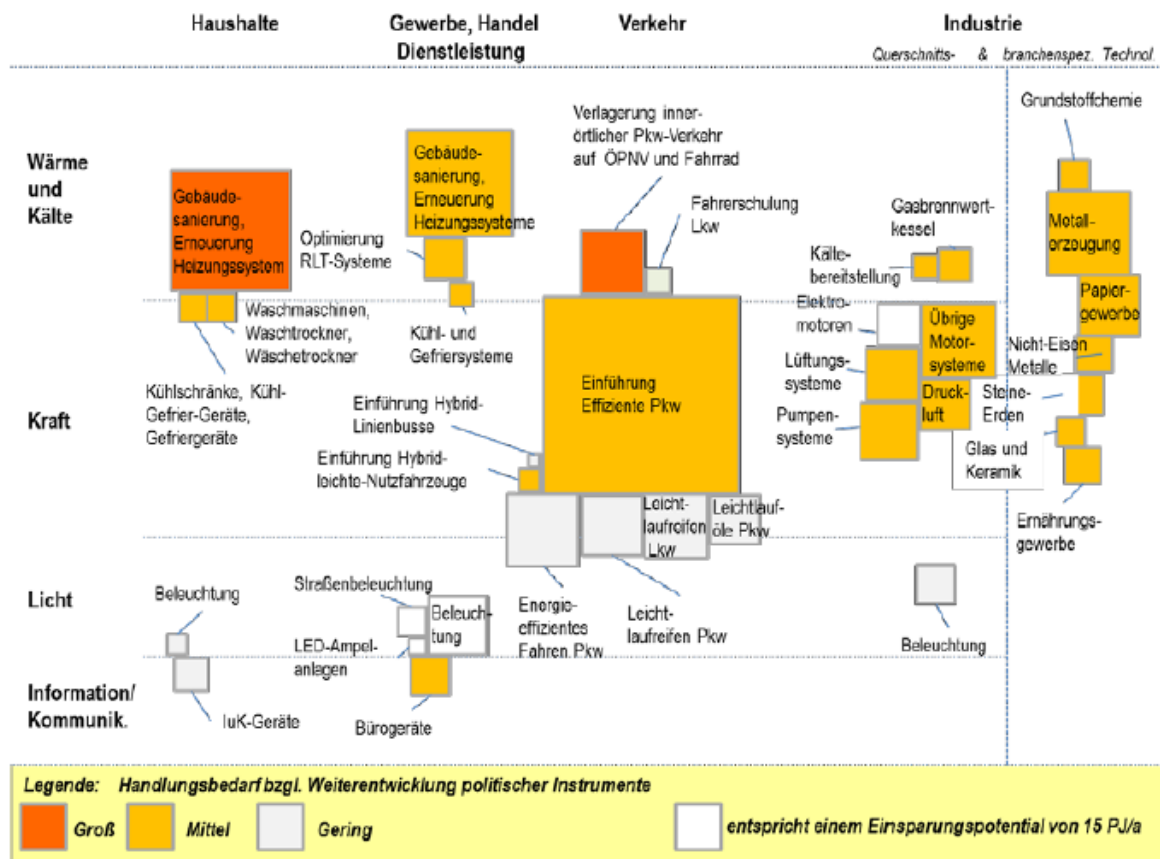 Haushalte
Gewerbe, Handel
Dienstleistung
Verkehr
Industrie
Querschnitts- & branchenspez. Technol.
Wärme
und
Kälte
Kraft
Licht
Information/
Kommunik.
Gebäude-
sanierung,
Erneuerung
Heizungssystem
Waschmaschinen,
Waschtrockner,
Wäschetrockner
Kühlschränke, Kühl-
Gefrier-Geräte,
Gefriergeräte
Beleuchtung
IuK-Geräte
Gebäude-
sanierung,
Erneuerung
Heizungssysteme
Optimierung
RLT-Systeme
Kühl- und
Gefriersysteme
Straßenbeleuchtung
Beleuch-
tung
LED-Ampel-
anlagen
Bürogeräte
Verlagerung inner-
örtlicher Pkw-Verkehr
auf ÖPNV und Fahrrad
Fahrerschulung
Lkw
Einführung
Effiziente Pkw
Einführung Hybrid-
Linienbusse
Einführung Hybrid-
leichte-Nutzfahrzeuge
Leicht-
laufreifen
Lkw
Leichtlauf-
öle Pkw
Energie-
effizientes
Fahren Pkw
Leicht-
laufreifen Pkw
Gasbrennwert-
kessel
Kälte-
bereitstellung
Elektro-
motoren
Übrige
Motor-
systeme
Lüftungs-
systeme
Druck-
luft
Pumpen-
systeme
Beleuchtung
Grundstoffchemie
Metall-
erzeugung
Papier-
gewerbe
Nicht-Eisen
Metalle
Steine-
Erden
Glas und
Keramik
Ernährungs-
gewerbe
Legende: Handlungsbedarf bzgl. Weiterentwicklung politischer Instrumente
Groß
Mittel
Gering
entspricht einem Einsparungspotential von 15 PJ/a